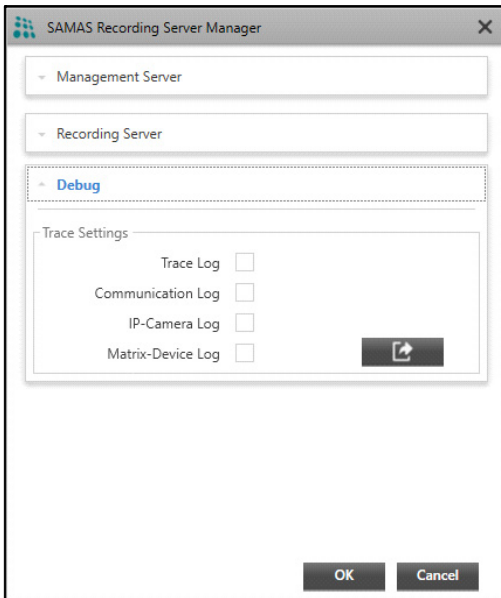 SAMAS Recording Server Manager
Management Server
Recording Server
Debug
Trace Settings
Trace Log
Communication Log
IP-Camera Log
Matrix-Device Log
OK Cancel